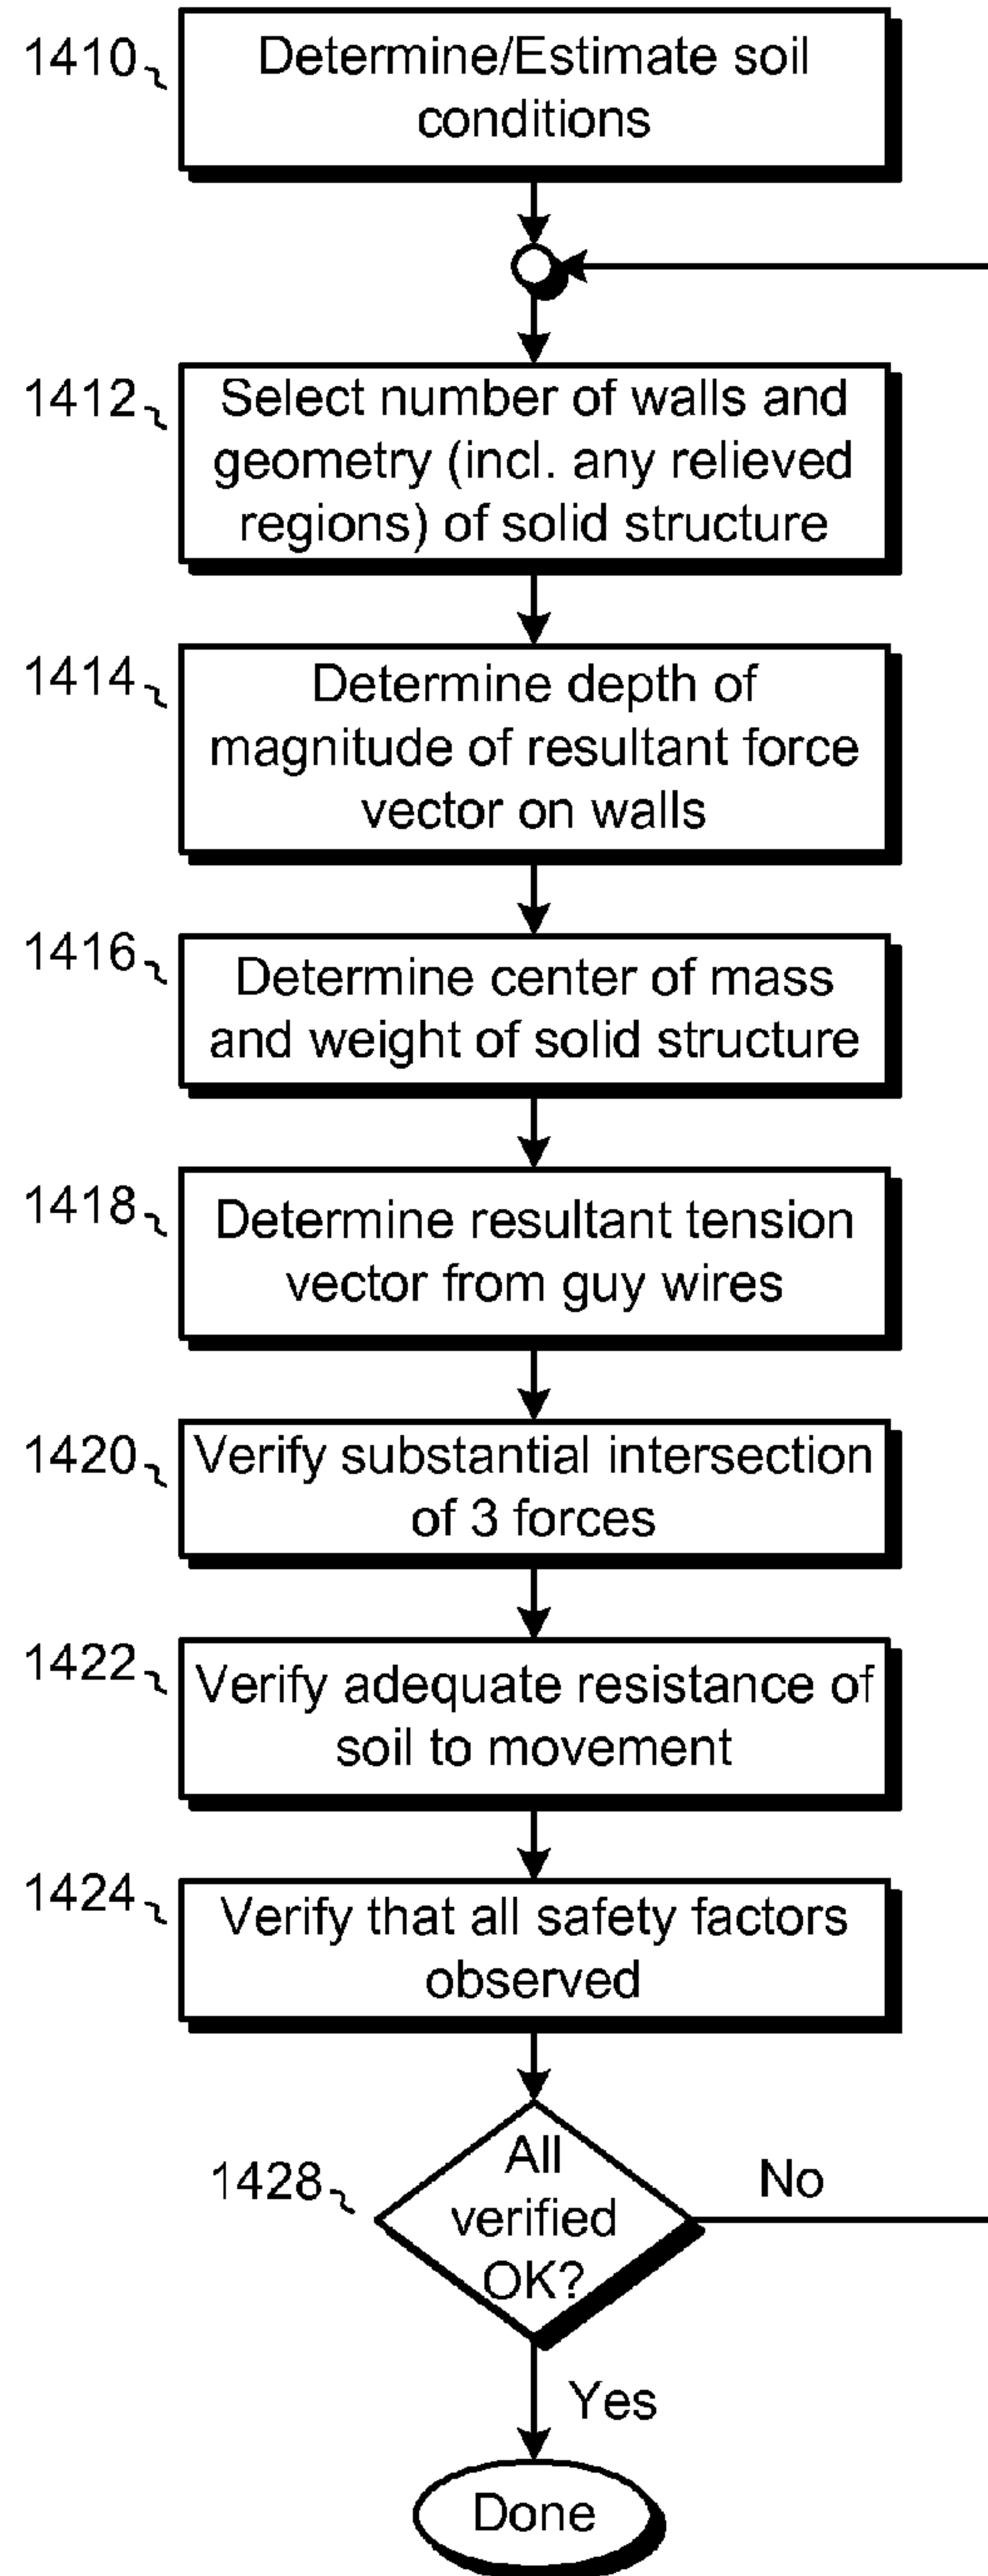 1410
Determine/Estimate soil
conditions
1412
Select number of walls and
geometry (incl. any relieved
regions) of solid structure
1414
Determine depth of
magnitude of resultant force
vector on walls
1416
Determine center of mass
and weight of solid structure
1418
Determine resultant tension
vector from guy wires
1420
Verify substantial intersection
of 3 forces
1422
Verify adequate resistance of
soil to movement
1424
Verify that all safety factors
observed
1428
All
verified
OK?
No
Yes
Done